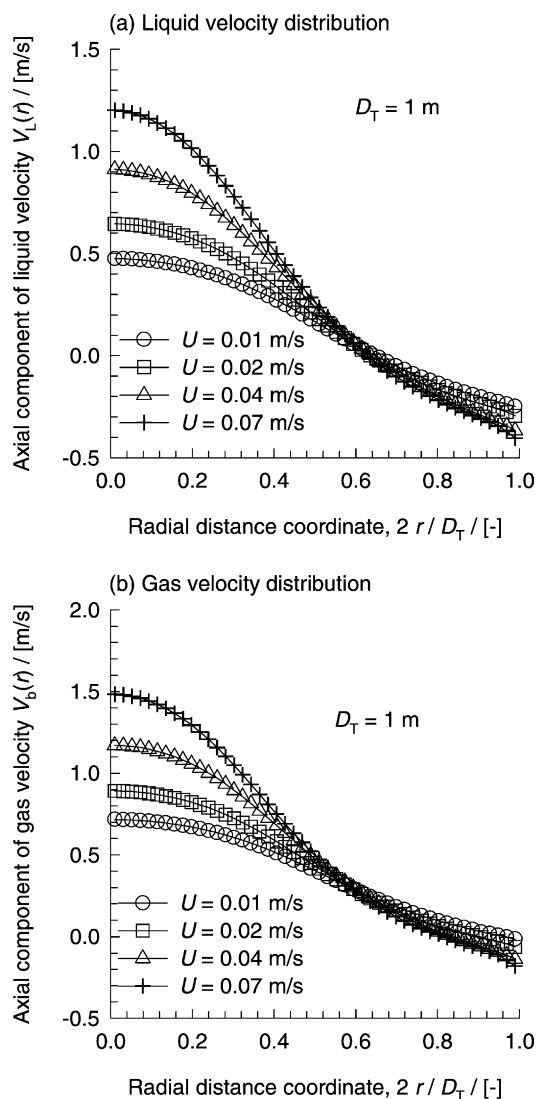 (a) Liquid velocity distribution
1.5
1.0
0.5
0.0
-0.5
Axial component of liquid velocity V_L(r) / [m/s]
D_T = 1 m
U = 0.01 m/s
U = 0.02 m/s
U = 0.04 m/s
U = 0.07 m/s
0.0 0.2 0.4 0.6 0.8 1.0
Radial distance coordinate, 2 r / D_T / [-]
(b) Gas velocity distribution
2.0
1.5
1.0
0.5
0.0
-0.5
Axial component of gas velocity V_b(r) / [m/s]
D_T = 1 m
U = 0.01 m/s
U = 0.02 m/s
U = 0.04 m/s
U = 0.07 m/s
0.0 0.2 0.4 0.6 0.8 1.0
Radial distance coordinate, 2 r / D_T / [-]